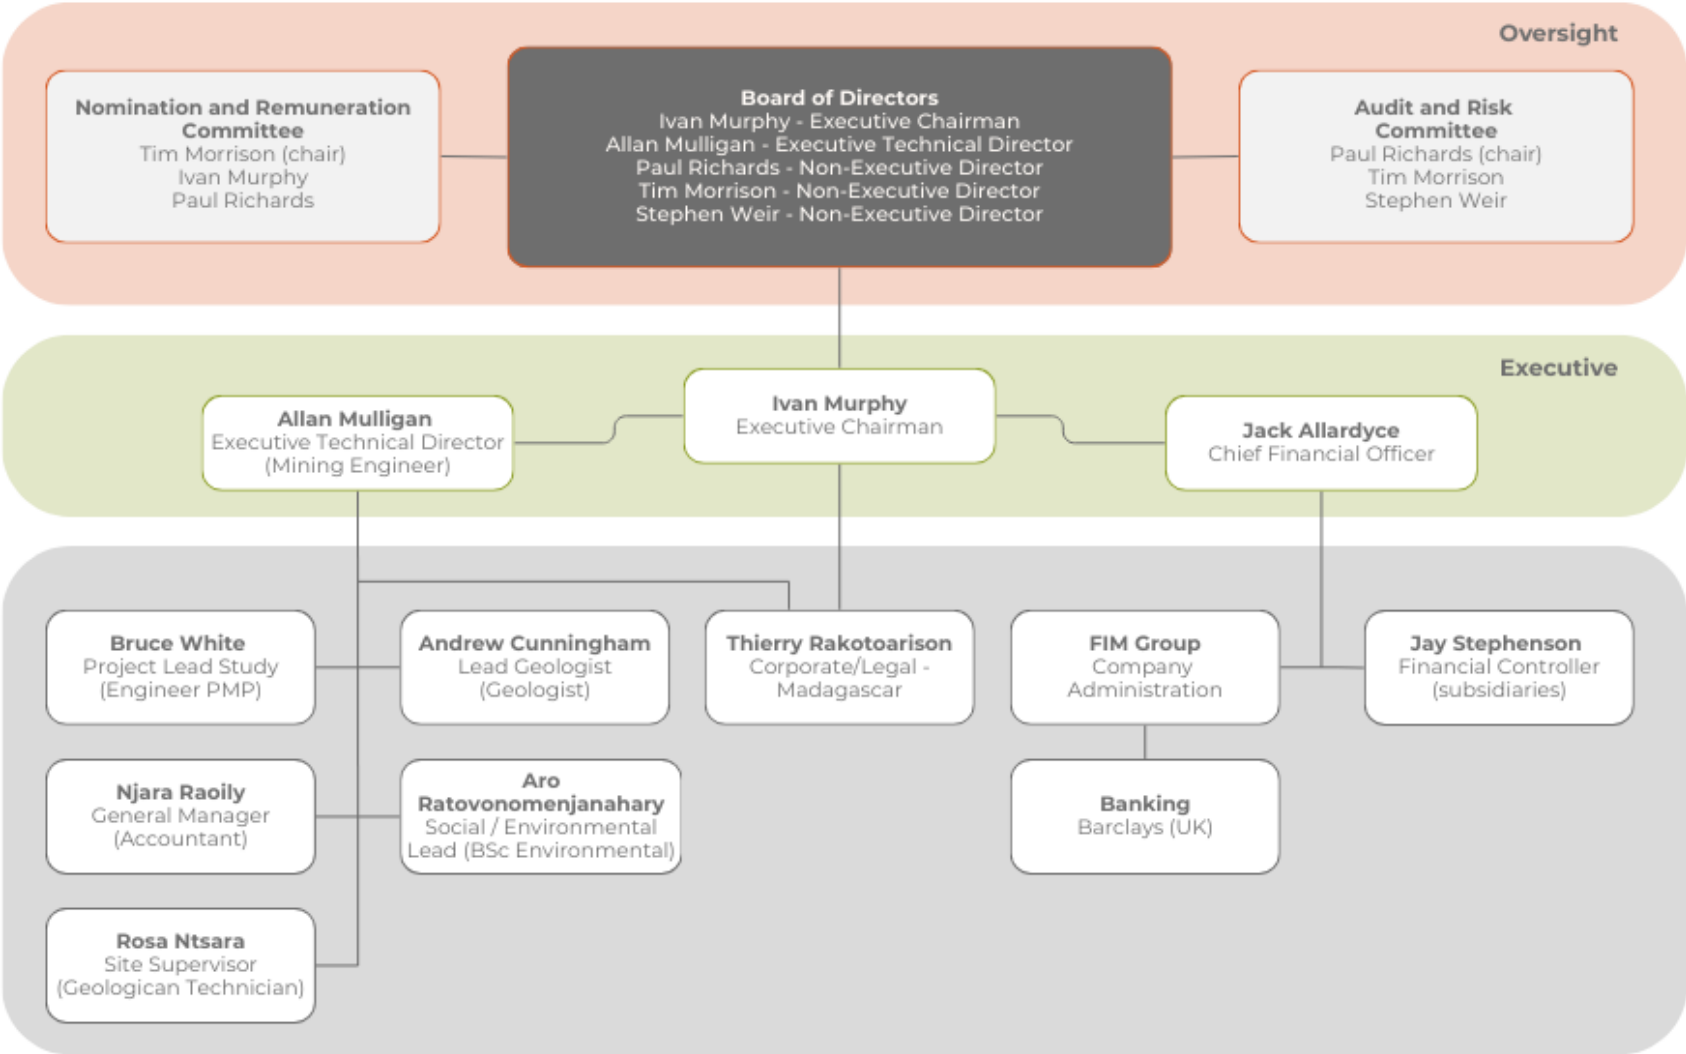 Oversight
Nomination and Remuneration
Committee
Tim Morrison (chair)
Ivan Murphy
Paul Richards
Board of Directors
Ivan Murphy - Executive Chairman
Allan Mulligan - Executive Technical Director
Paul Richards - Non-Executive Director
Tim Morrison - Non-Executive Director
Stephen Weir - Non-Executive Director
Audit and Risk
Committee
Paul Richards (chair)
Tim Morrison
Stephen Weir
Executive
Allan Mulligan
Executive Technical Director
(Mining Engineer)
Ivan Murphy
Executive Chairman
Jack Allardyce
Chief Financial Officer
Bruce White
Project Lead Study
(Engineer PMP)
Andrew Cunningham
Lead Geologist
(Geologist)
Thierry Rakotoarison
Corporate/Legal -
Madagascar
FIM Group
Company
Administration
Jay Stephenson
Financial Controller
(subsidiaries)
Njara Raoily
General Manager
(Accountant)
Aro
Ratovonomenjanahary
Social / Environmental
Lead (BSc Environmental)
Banking
Barclays (UK)
Rosa Ntsara
Site Supervisor
(Geologican Technician)